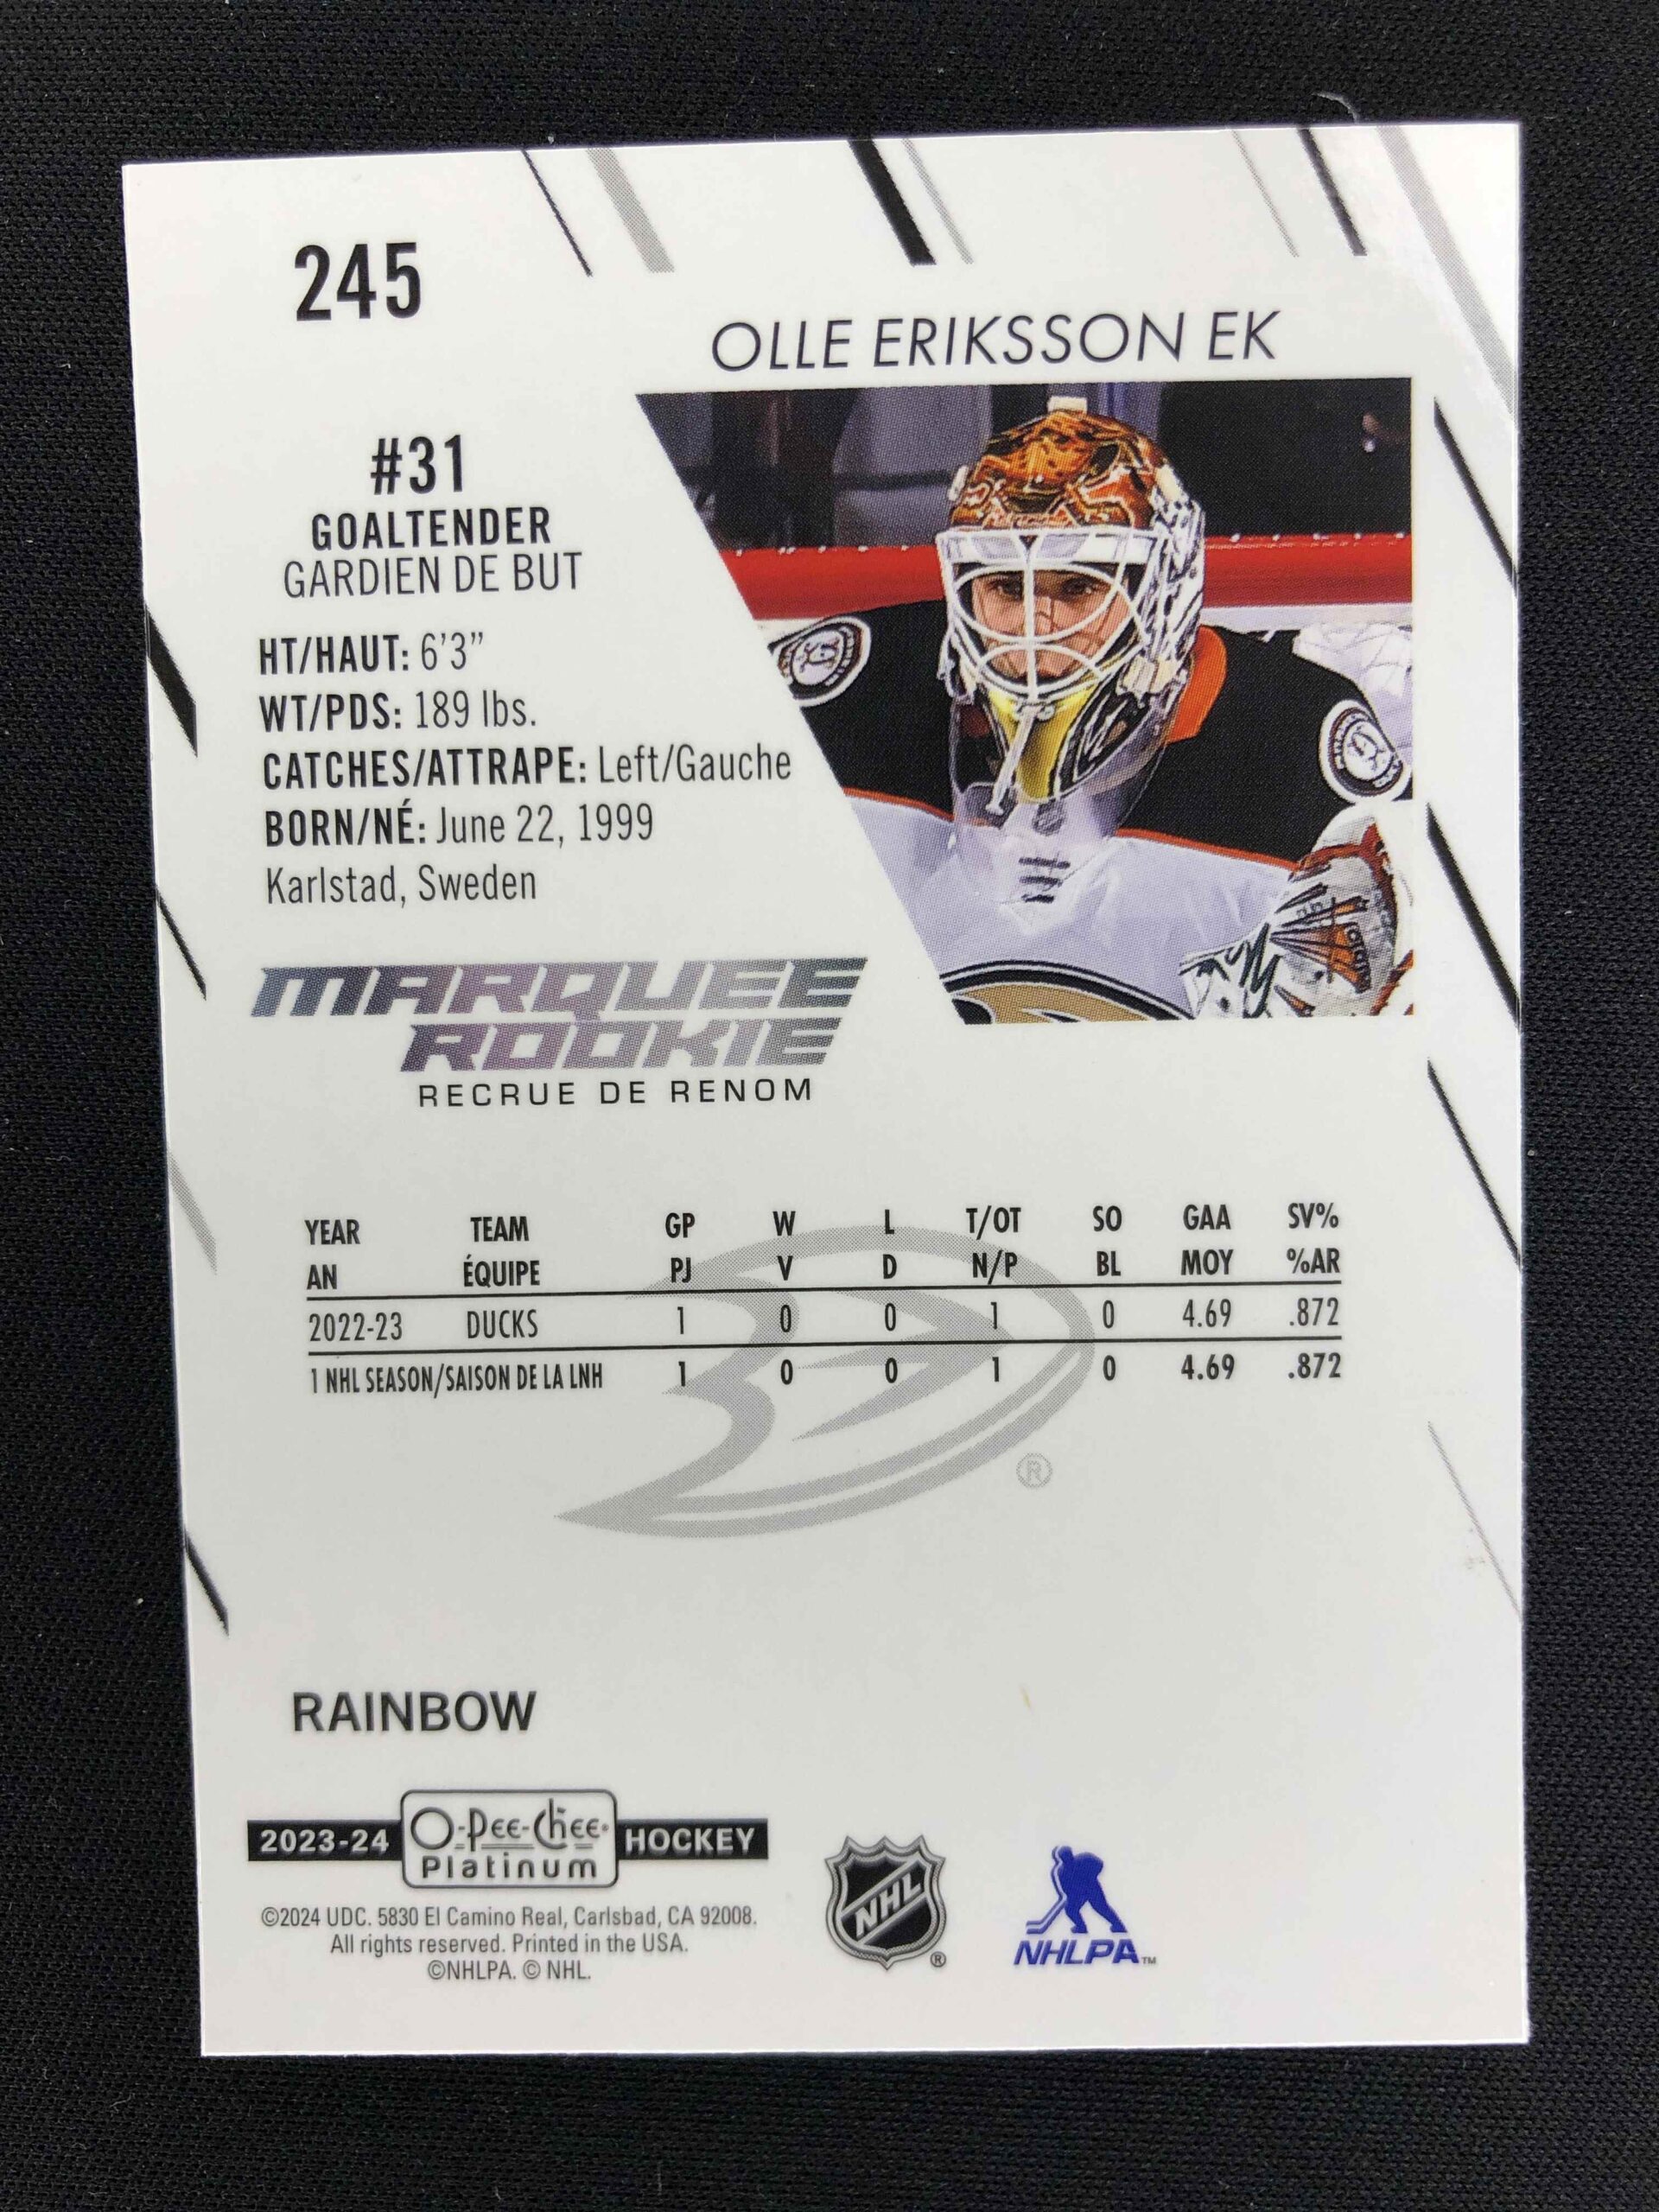 245
OLLE ERIKSSON EK
#31
GOALTENDER
GARDIEN DE BUT
HT/HAUT: 6'3"
WT/PDS: 189 lbs.
CATCHES/ATTRAPE: Left/Gauche
BORN/NÉ: June 22, 1999
Karlstad, Sweden
MARQUEE
ROOKIE
RECRUE DE RENOM
YEAR TEAM GP W L T/OT SO GAA SV%
AN ÉQUIPE PJ V D N/P BL MOY %AR
2022-23 DUCKS 1 0 0 1 0 4.69 .872
1 NHL SEASON/SAISON DE LA LNH 1 0 0 1 0 4.69 .872
®
RAINBOW
2023-24 O-Pee-Chee® HOCKEY
Platinum
©2024 UDC. 5830 El Camino Real, Carlsbad, CA 92008.
All rights reserved. Printed in the USA.
©NHLPA. © NHL.
NHL ®
NHLPA™